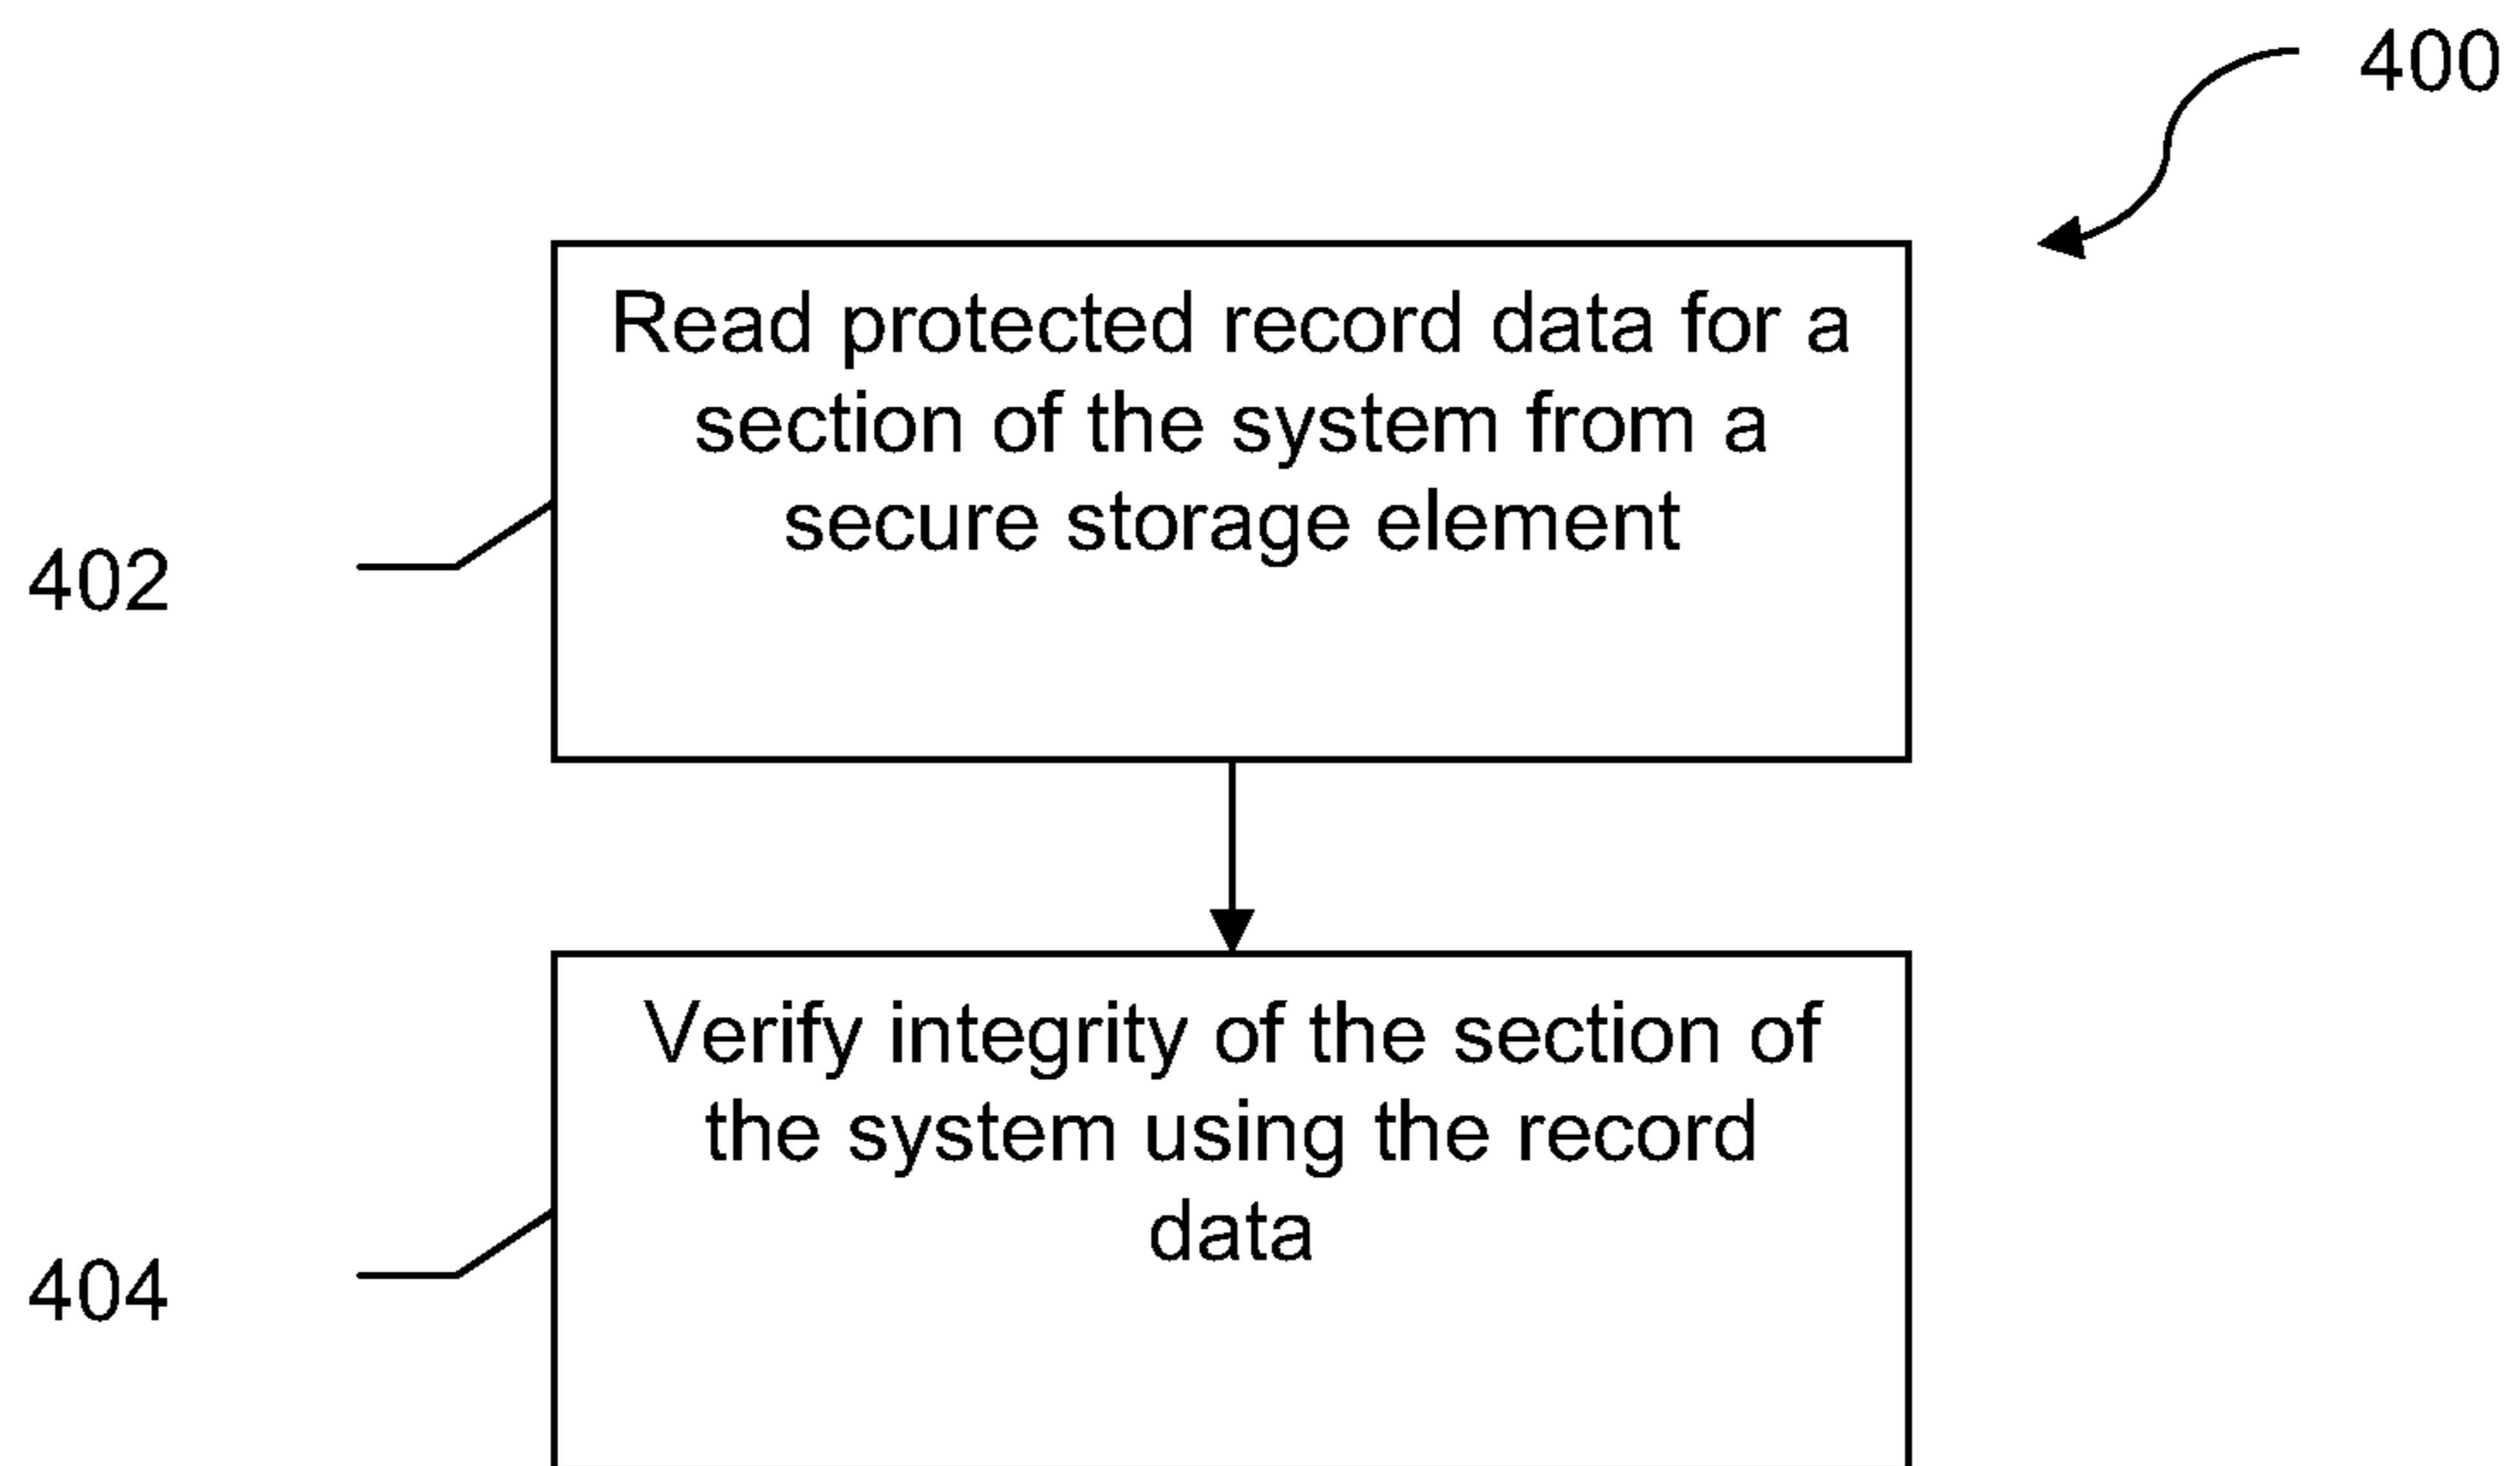 400
Read protected record data for a
section of the system from a
secure storage element
402
Verify integrity of the section of
the system using the record
data
404